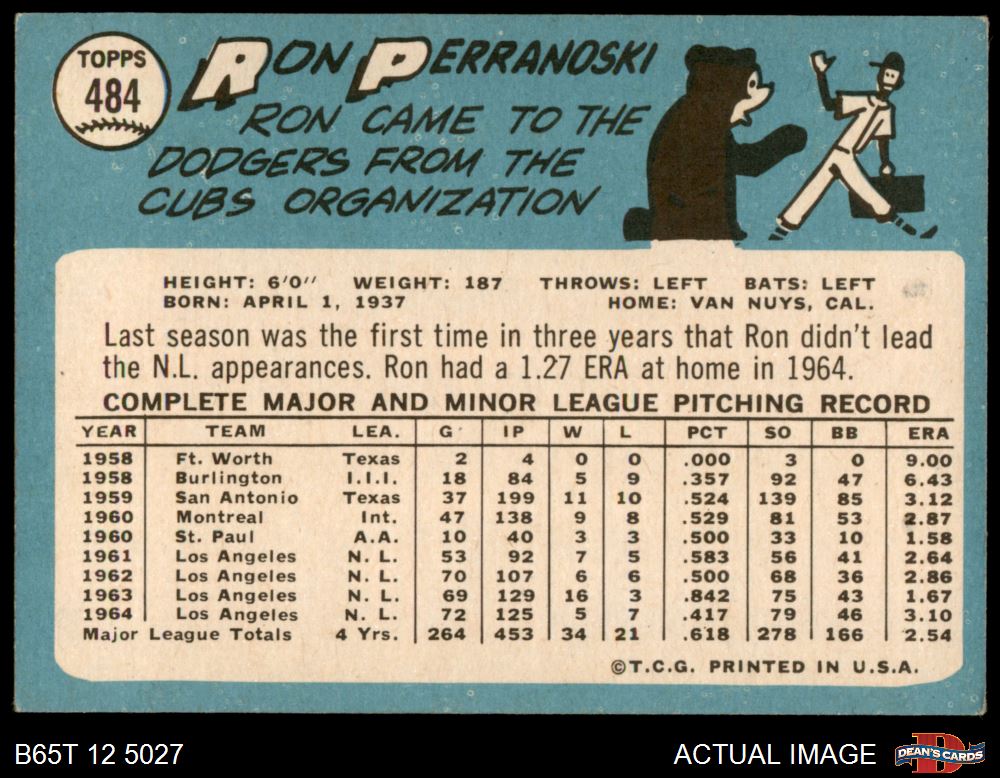 TOPPS
484
RON PERRANOSKI
RON CAME TO THE
DODGERS FROM THE
CUBS ORGANIZATION
HEIGHT: 6'0" WEIGHT: 187 THROWS: LEFT BATS: LEFT
BORN: APRIL 1, 1937 HOME: VAN NUYS, CAL.
Last season was the first time in three years that Ron didn't lead
the N.L. appearances. Ron had a 1.27 ERA at home in 1964.
COMPLETE MAJOR AND MINOR LEAGUE PITCHING RECORD
YEAR TEAM LEA. G IP W L PCT SO BB ERA
1958 Ft. Worth Texas 2 4 0 0 .000 3 0 9.00
1958 Burlington I.I.I. 18 84 5 9 .357 92 47 6.43
1959 San Antonio Texas 37 199 11 10 .524 139 85 3.12
1960 Montreal Int. 47 138 9 8 .529 81 53 2.87
1960 St. Paul A.A. 10 40 3 3 .500 33 10 1.58
1961 Los Angeles N. L. 53 92 7 5 .583 56 41 2.64
1962 Los Angeles N. L. 70 107 6 6 .500 68 36 2.86
1963 Los Angeles N. L. 69 129 16 3 .842 75 43 1.67
1964 Los Angeles N. L. 72 125 5 7 .417 79 46 3.10
Major League Totals 4 Yrs. 264 453 34 21 .618 278 166 2.54
©T.C.G. PRINTED IN U.S.A.
B65T 12 5027 ACTUAL IMAGE DEAN'S CARDS